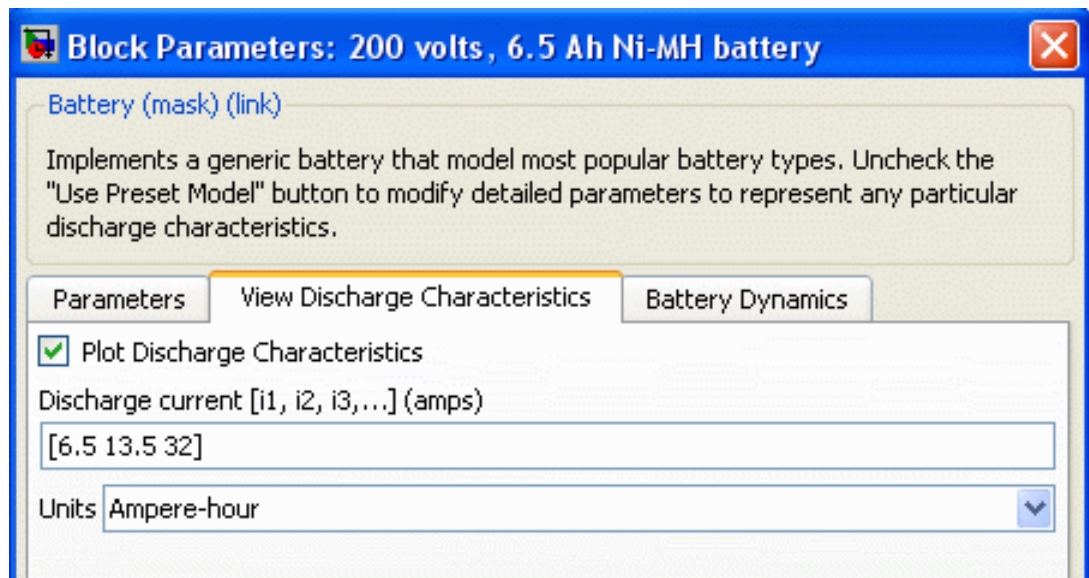 Block Parameters: 200 volts, 6.5 Ah Ni-MH battery
Battery (mask) (link)
Implements a generic battery that model most popular battery types. Uncheck the
"Use Preset Model" button to modify detailed parameters to represent any particular
discharge characteristics.
Parameters View Discharge Characteristics Battery Dynamics
Plot Discharge Characteristics
Discharge current [i1, i2, i3,...] (amps)
[6.5 13.5 32]
Units Ampere-hour